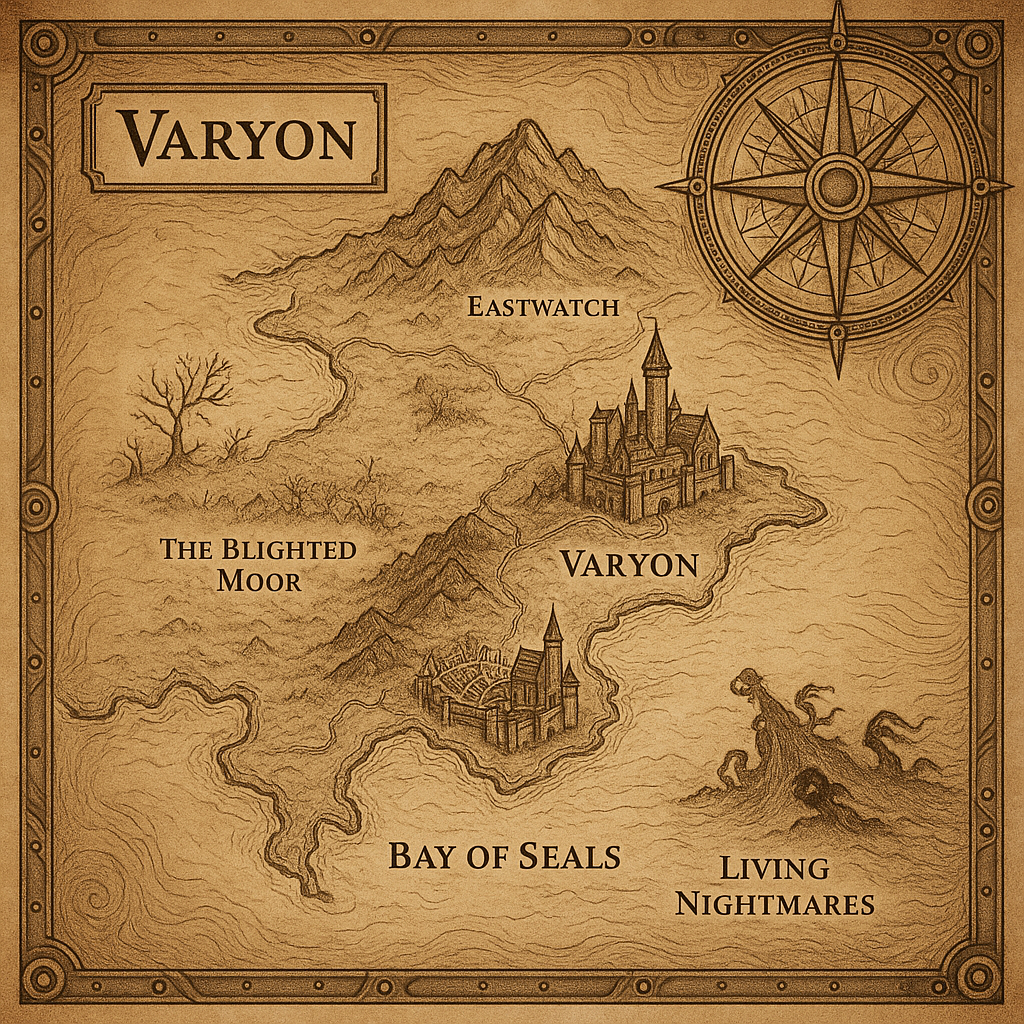 VARYON
EASTWATCH
THE BLIGHTED
MOOR
VARYON
BAY OF SEALS
LIVING
NIGHTMARES